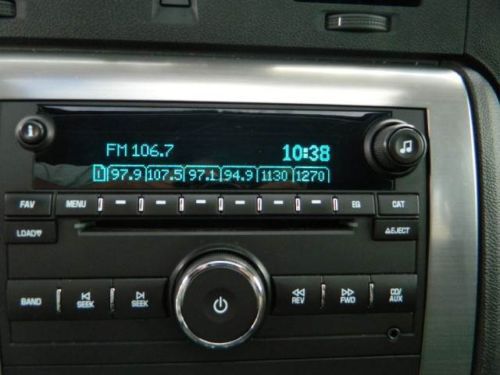 FM 106.7 10:38
1 97.9 107.5 97.1 94.9 1130 1270
FAV MENU EQ CAT
LOAD EJECT
BAND SEEK SEEK REV FWD CD/AUX